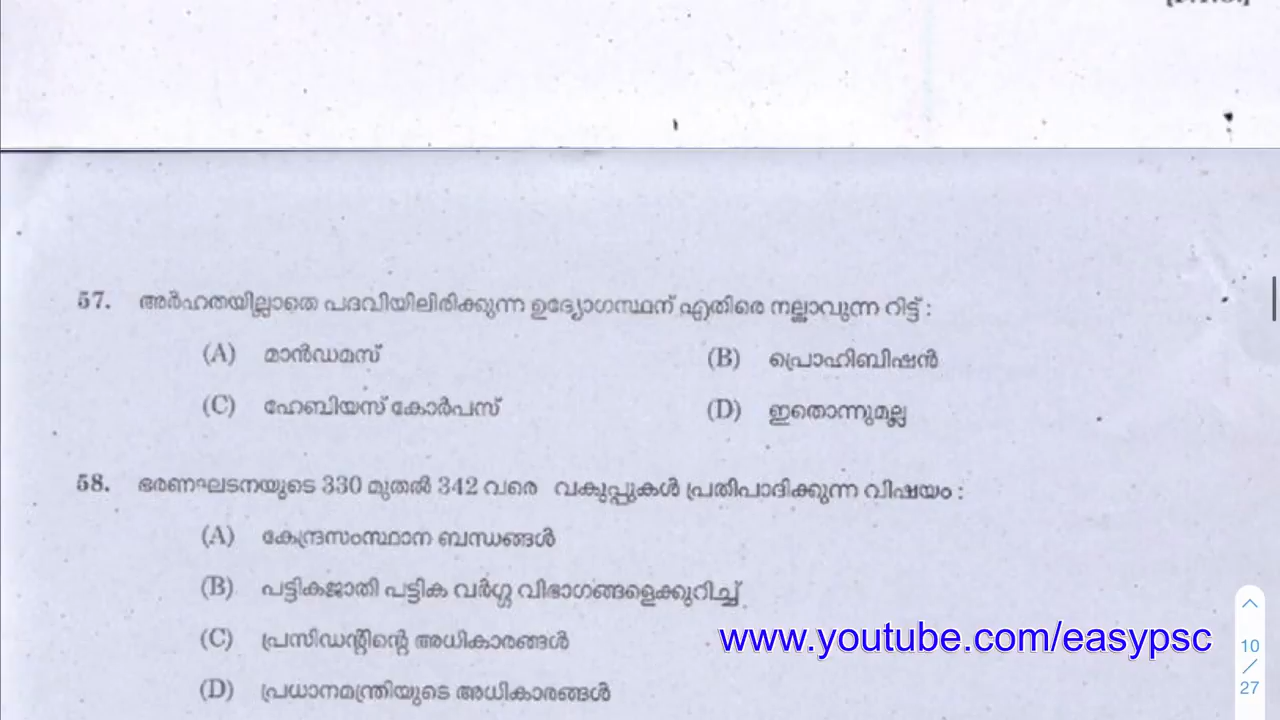 57. അർഹതയില്ലാതെ പദവിയിലിരിക്കുന്ന ഉദ്യോഗസ്ഥന് എതിരെ നല്കാവുന്ന റിട്ട് :
(A) മാൻഡമസ് (B) പ്രൊഹിബിഷൻ
(C) ഹേബിയസ് കോർപസ് (D) ഇതൊന്നുമല്ല
58. ഭരണഘടനയുടെ 330 മുതൽ 342 വരെ വകുപ്പുകൾ പ്രതിപാദിക്കുന്ന വിഷയം :
(A) കേന്ദ്രസംസ്ഥാന ബന്ധങ്ങൾ
(B) പട്ടികജാതി പട്ടിക വർഗ്ഗ വിഭാഗങ്ങളെക്കുറിച്ച്
(C) പ്രസിഡന്റിന്റെ അധികാരങ്ങൾ
www.youtube.com/easypsc
(D) പ്രധാനമന്ത്രിയുടെ അധികാരങ്ങൾ
10
/
27